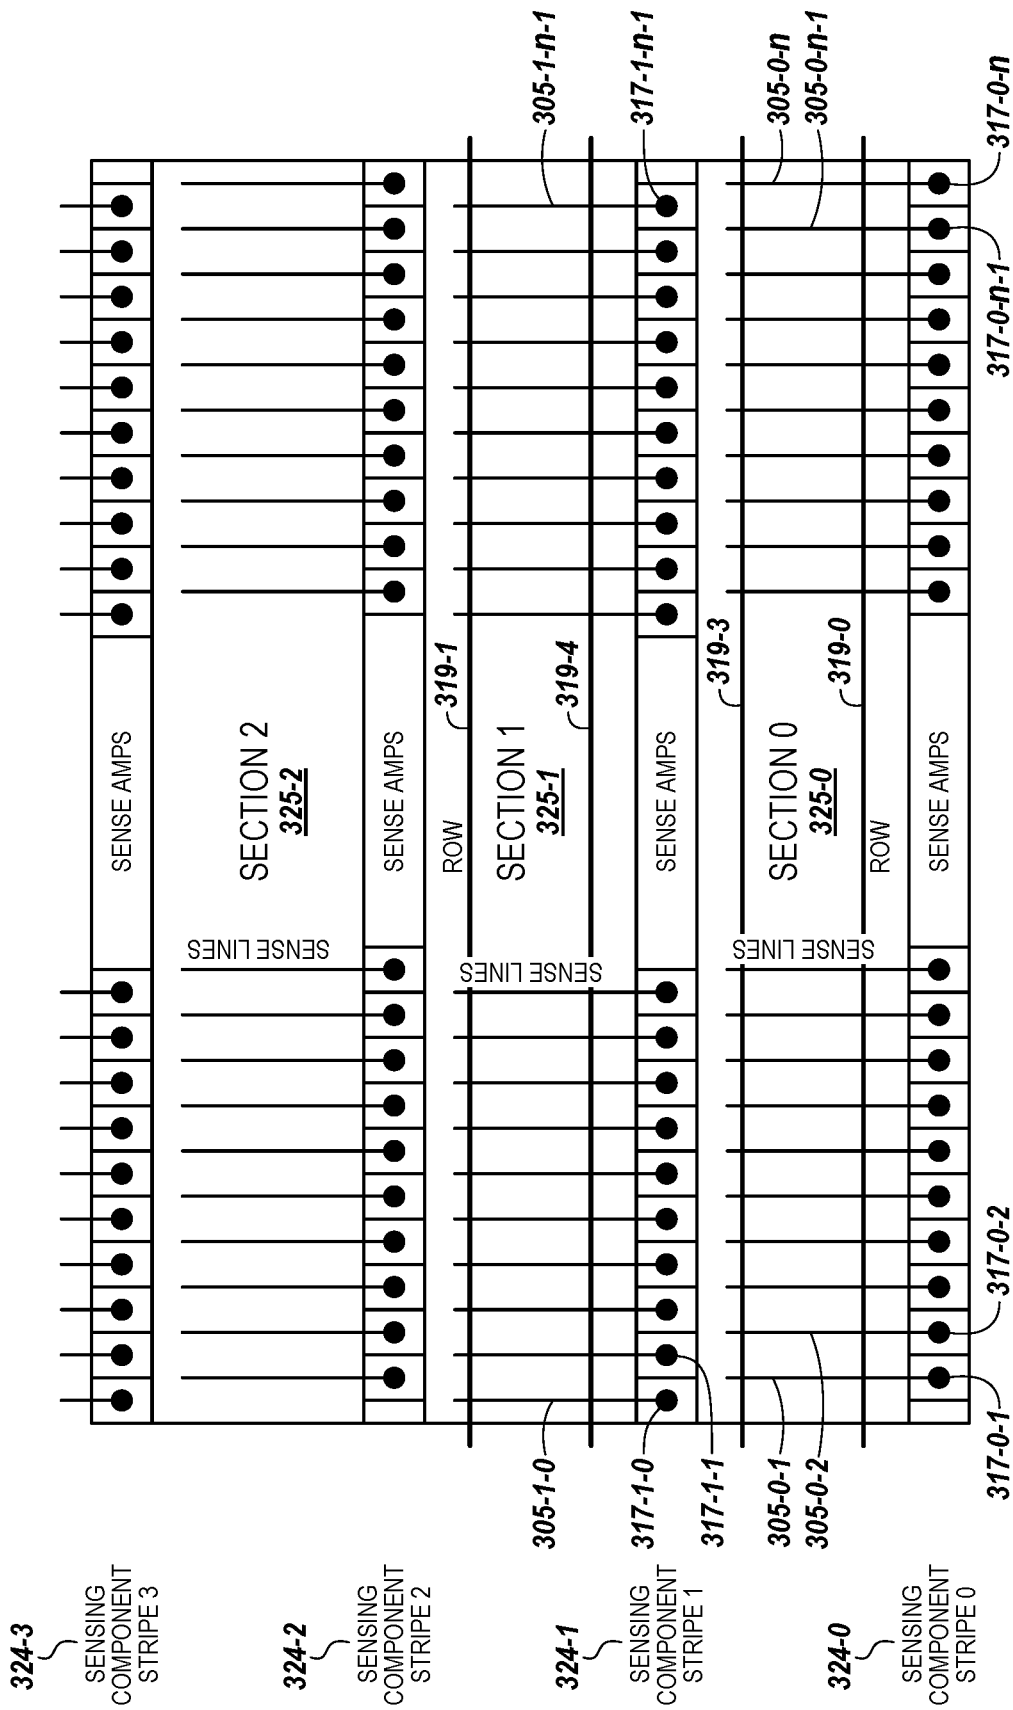 324-3
SENSING
COMPONENT
STRIPE 3
324-2
SENSING
COMPONENT
STRIPE 2
324-1
SENSING
COMPONENT
STRIPE 1
324-0
SENSING
COMPONENT
STRIPE 0
305-1-0
317-1-0
317-1-1
305-0-1
305-0-2
317-0-1
317-0-2
SENSE LINES
SENSE LINES
SENSE LINES
SENSE LINES
SENSE AMPS
SECTION 2
325-2
SENSE AMPS
ROW
SECTION 1
325-1
SENSE AMPS
SECTION 0
325-0
ROW
SENSE AMPS
319-1
319-4
319-3
319-0
305-1-n-1
317-1-n-1
305-0-n
305-0-n-1
317-0-n
317-0-n-1